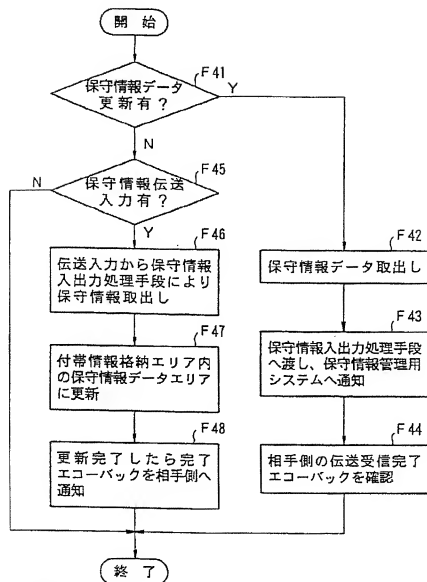 開始
F41
保守情報データ
更新有?
Y
N
F45
保守情報伝送
入力有?
N
Y
F46
伝送入力から保守情報
入出力処理手段により
保守情報取出し
F47
付帯情報格納エリア内
の保守情報データエリア
に更新
F48
更新完了したら完了
エコーバックを相手側へ
通知
F42
保守情報データ取出し
F43
保守情報入出力処理手段
へ渡し、保守情報管理用
システムへ通知
F44
相手側の伝送受信完了
エコーバックを確認
終了